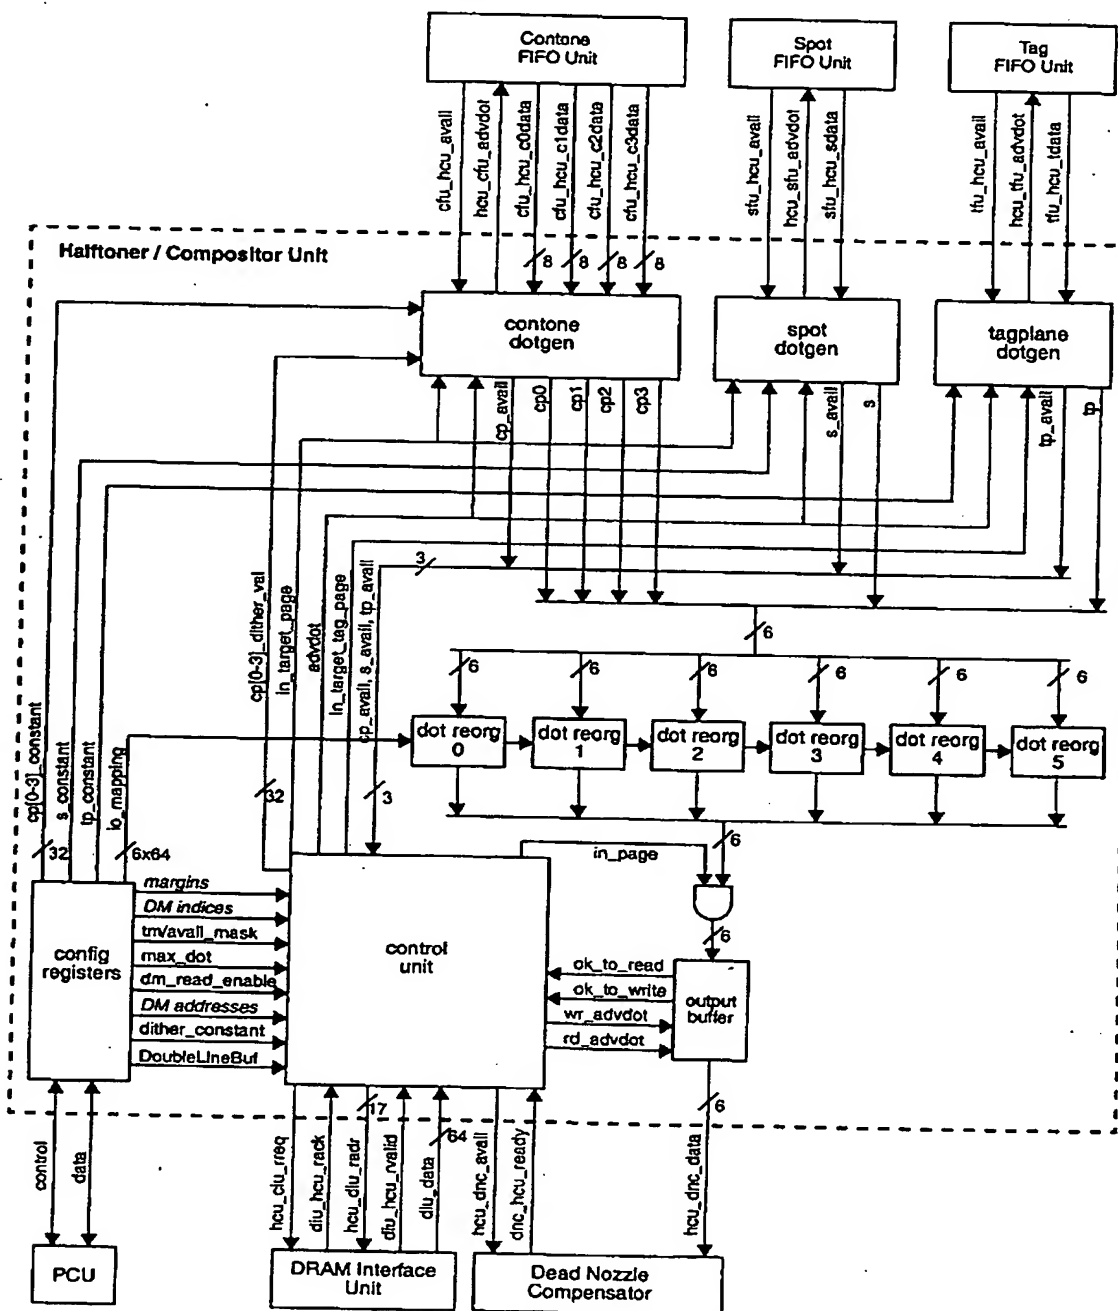 Contone
FIFO Unit
Spot
FIFO Unit
Tag
FIFO Unit
cfu_hcu_avail
hcu_cfu_advdot
cfu_hcu_c0data
cfu_hcu_c1data
cfu_hcu_c2data
cfu_hcu_c3data
sfu_hcu_avail
hcu_sfu_advdot
sfu_hcu_sdata
tfu_hcu_avail
hcu_tfu_advdot
tfu_hcu_tdata
Halftoner / Compositor Unit
8
8
8
8
contone
dotgen
spot
dotgen
tagplane
dotgen
cp_avail
cp0
cp1
cp2
cp3
s_avail
s
tp_avail
tp
3
cp[0-3]_constant
s_constant
tp_constant
io_mapping
cp[0-3]_dither_val
in_target_page
advdot
in_target_tag_page
cp_avail, s_avail, tp_avail
6
6
6
6
6
6
6
dot reorg
0
dot reorg
1
dot reorg
2
dot reorg
3
dot reorg
4
dot reorg
5
32
3
32
6x64
in_page
6
6
config
registers
margins
DM indices
tm/avail_mask
max_dot
dm_read_enable
DM addresses
dither_constant
DoubleLineBuf
control
unit
ok_to_read
ok_to_write
wr_advdot
rd_advdot
output
buffer
17
64
6
control
data
hcu_diu_rreq
diu_hcu_rack
hcu_diu_radr
diu_hcu_rvalid
diu_data
hcu_dnc_avail
dnc_hcu_ready
hcu_dnc_data
PCU
DRAM Interface
Unit
Dead Nozzle
Compensator